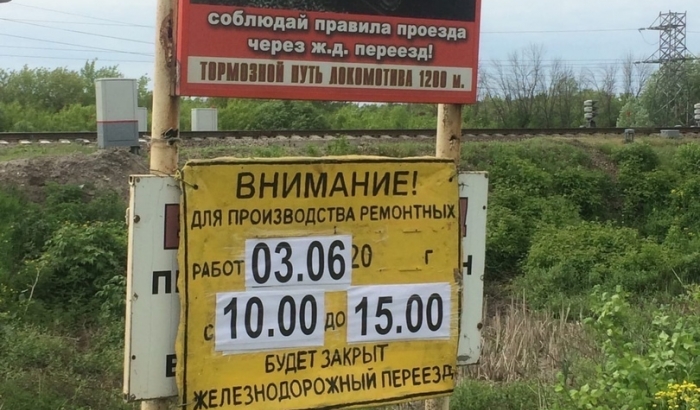 соблюдай правила проезда
через ж.д. переезд!
ТОРМОЗНОЙ ПУТЬ ЛОКОМОТИВА 1200 м.
ВНИМАНИЕ!
ДЛЯ ПРОИЗВОДСТВА РЕМОНТНЫХ
РАБОТ 03.06 20 г
с 10.00 до 15.00
БУДЕТ ЗАКРЫТ
ЖЕЛЕЗНОДОРОЖНЫЙ ПЕРЕЕЗД